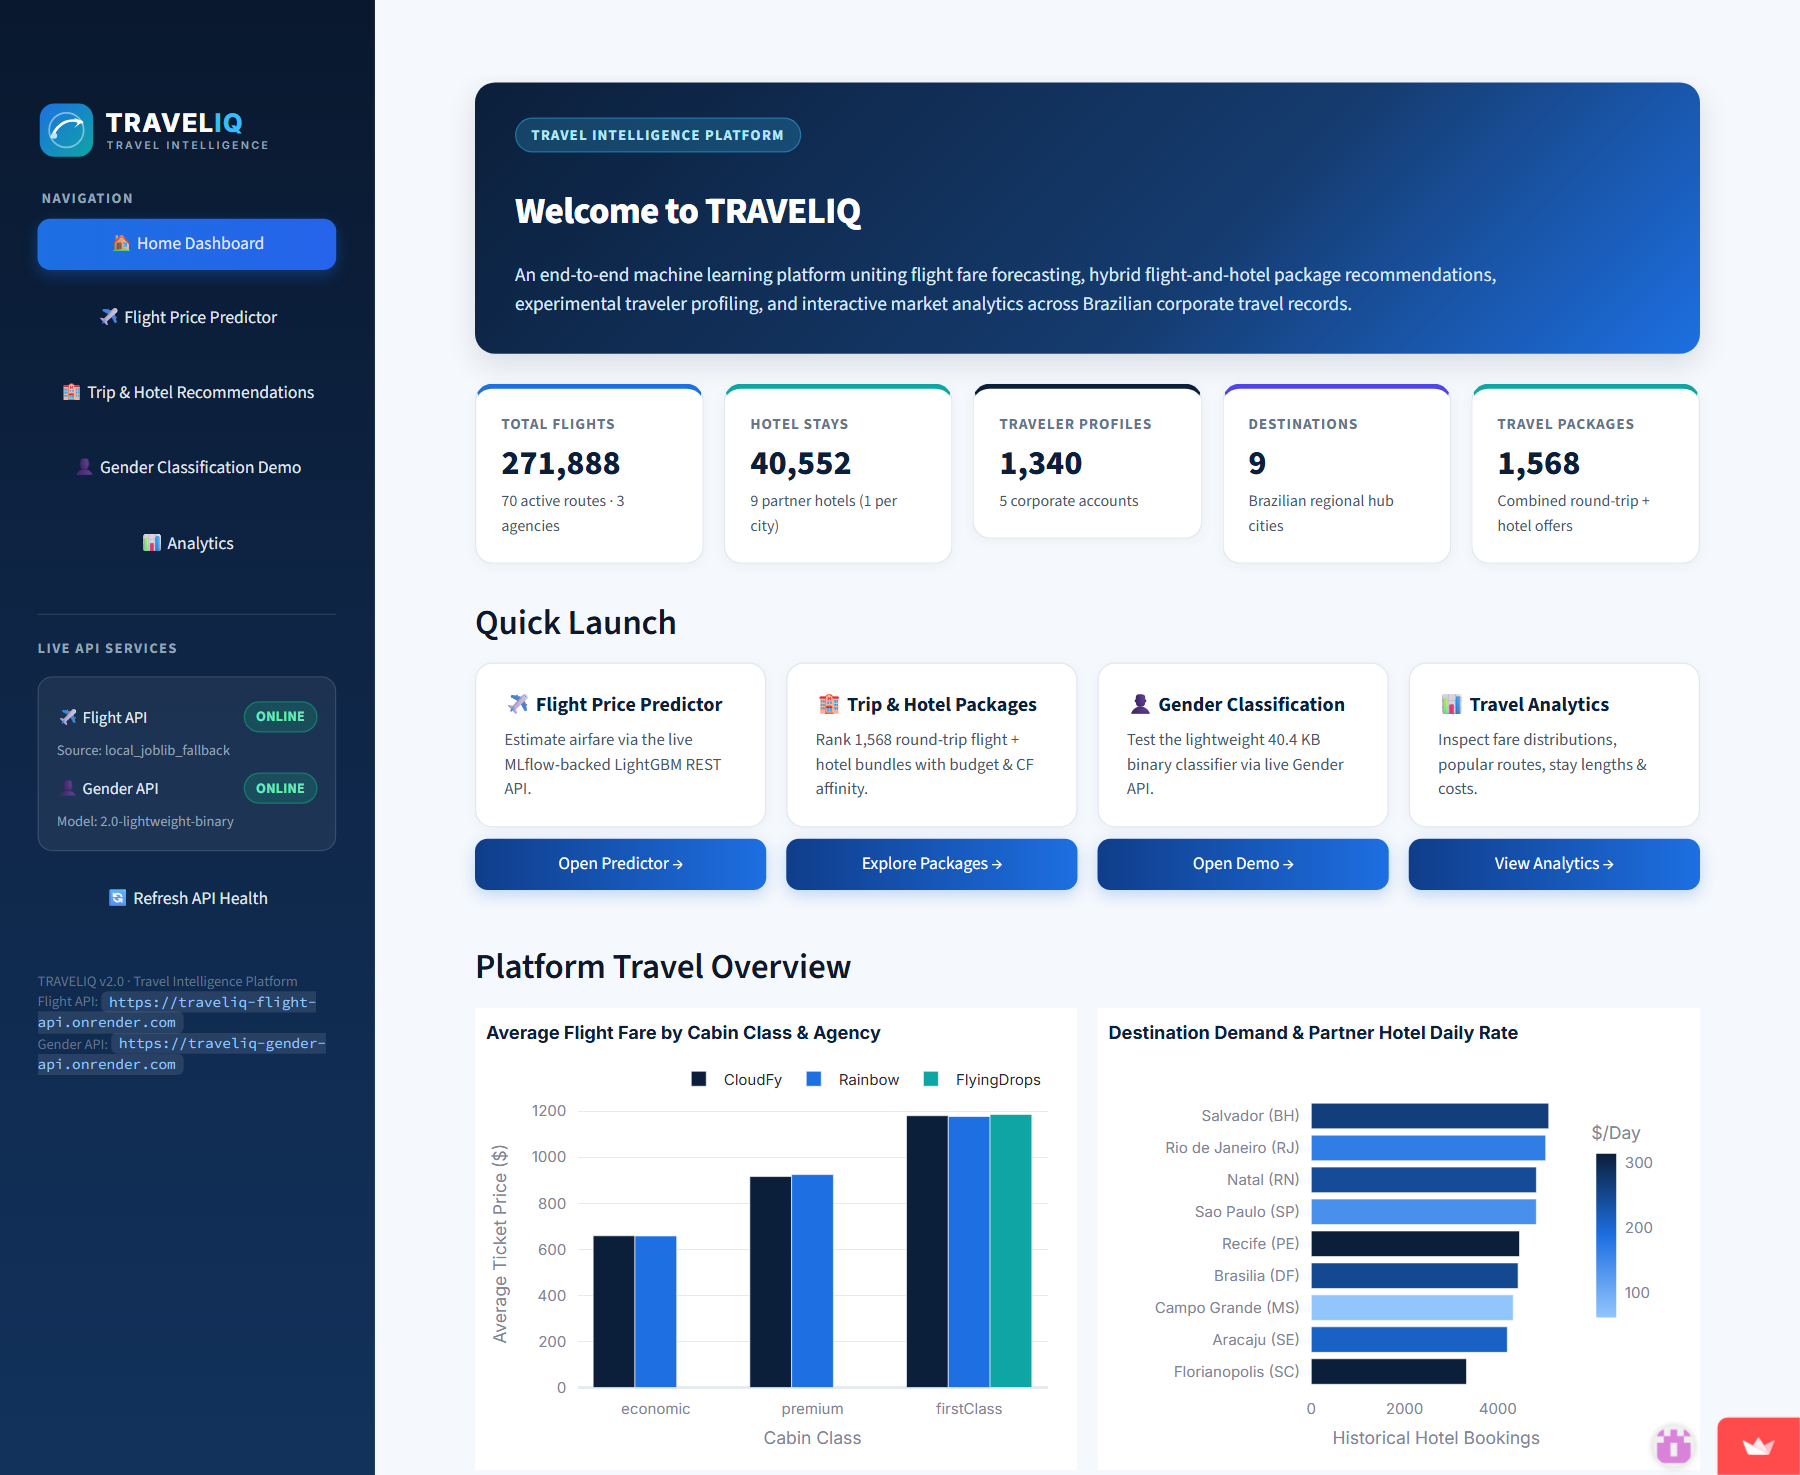 TRAVELIQ
TRAVEL INTELLIGENCE
NAVIGATION
Home Dashboard
Flight Price Predictor
Trip & Hotel Recommendations
Gender Classification Demo
Analytics
LIVE API SERVICES
Flight API
ONLINE
Source: local_joblib_fallback
Gender API
ONLINE
Model: 2.0-lightweight-binary
Refresh API Health
TRAVELIQ v2.0 · Travel Intelligence Platform
Flight API: https://traveliq-flight-
api.onrender.com
Gender API: https://traveliq-gender-
api.onrender.com
TRAVEL INTELLIGENCE PLATFORM
Welcome to TRAVELIQ
An end-to-end machine learning platform uniting flight fare forecasting, hybrid flight-and-hotel package recommendations,
experimental traveler profiling, and interactive market analytics across Brazilian corporate travel records.
TOTAL FLIGHTS
271,888
70 active routes · 3
agencies
HOTEL STAYS
40,552
9 partner hotels (1 per
city)
TRAVELER PROFILES
1,340
5 corporate accounts
DESTINATIONS
9
Brazilian regional hub
cities
TRAVEL PACKAGES
1,568
Combined round-trip +
hotel offers
Quick Launch
Flight Price Predictor
Estimate airfare via the live
MLflow-backed LightGBM REST
API.
Open Predictor →
Trip & Hotel Packages
Rank 1,568 round-trip flight +
hotel bundles with budget & CF
affinity.
Explore Packages →
Gender Classification
Test the lightweight 40.4 KB
binary classifier via live Gender
API.
Open Demo →
Travel Analytics
Inspect fare distributions,
popular routes, stay lengths &
costs.
View Analytics →
Platform Travel Overview
Average Flight Fare by Cabin Class & Agency
CloudFy
Rainbow
FlyingDrops
Average Ticket Price ($)
1200
1000
800
600
400
200
0
economic
premium
firstClass
Cabin Class
Destination Demand & Partner Hotel Daily Rate
Salvador (BH)
Rio de Janeiro (RJ)
Natal (RN)
Sao Paulo (SP)
Recife (PE)
Brasilia (DF)
Campo Grande (MS)
Aracaju (SE)
Florianopolis (SC)
0
2000
4000
Historical Hotel Bookings
$/Day
300
200
100